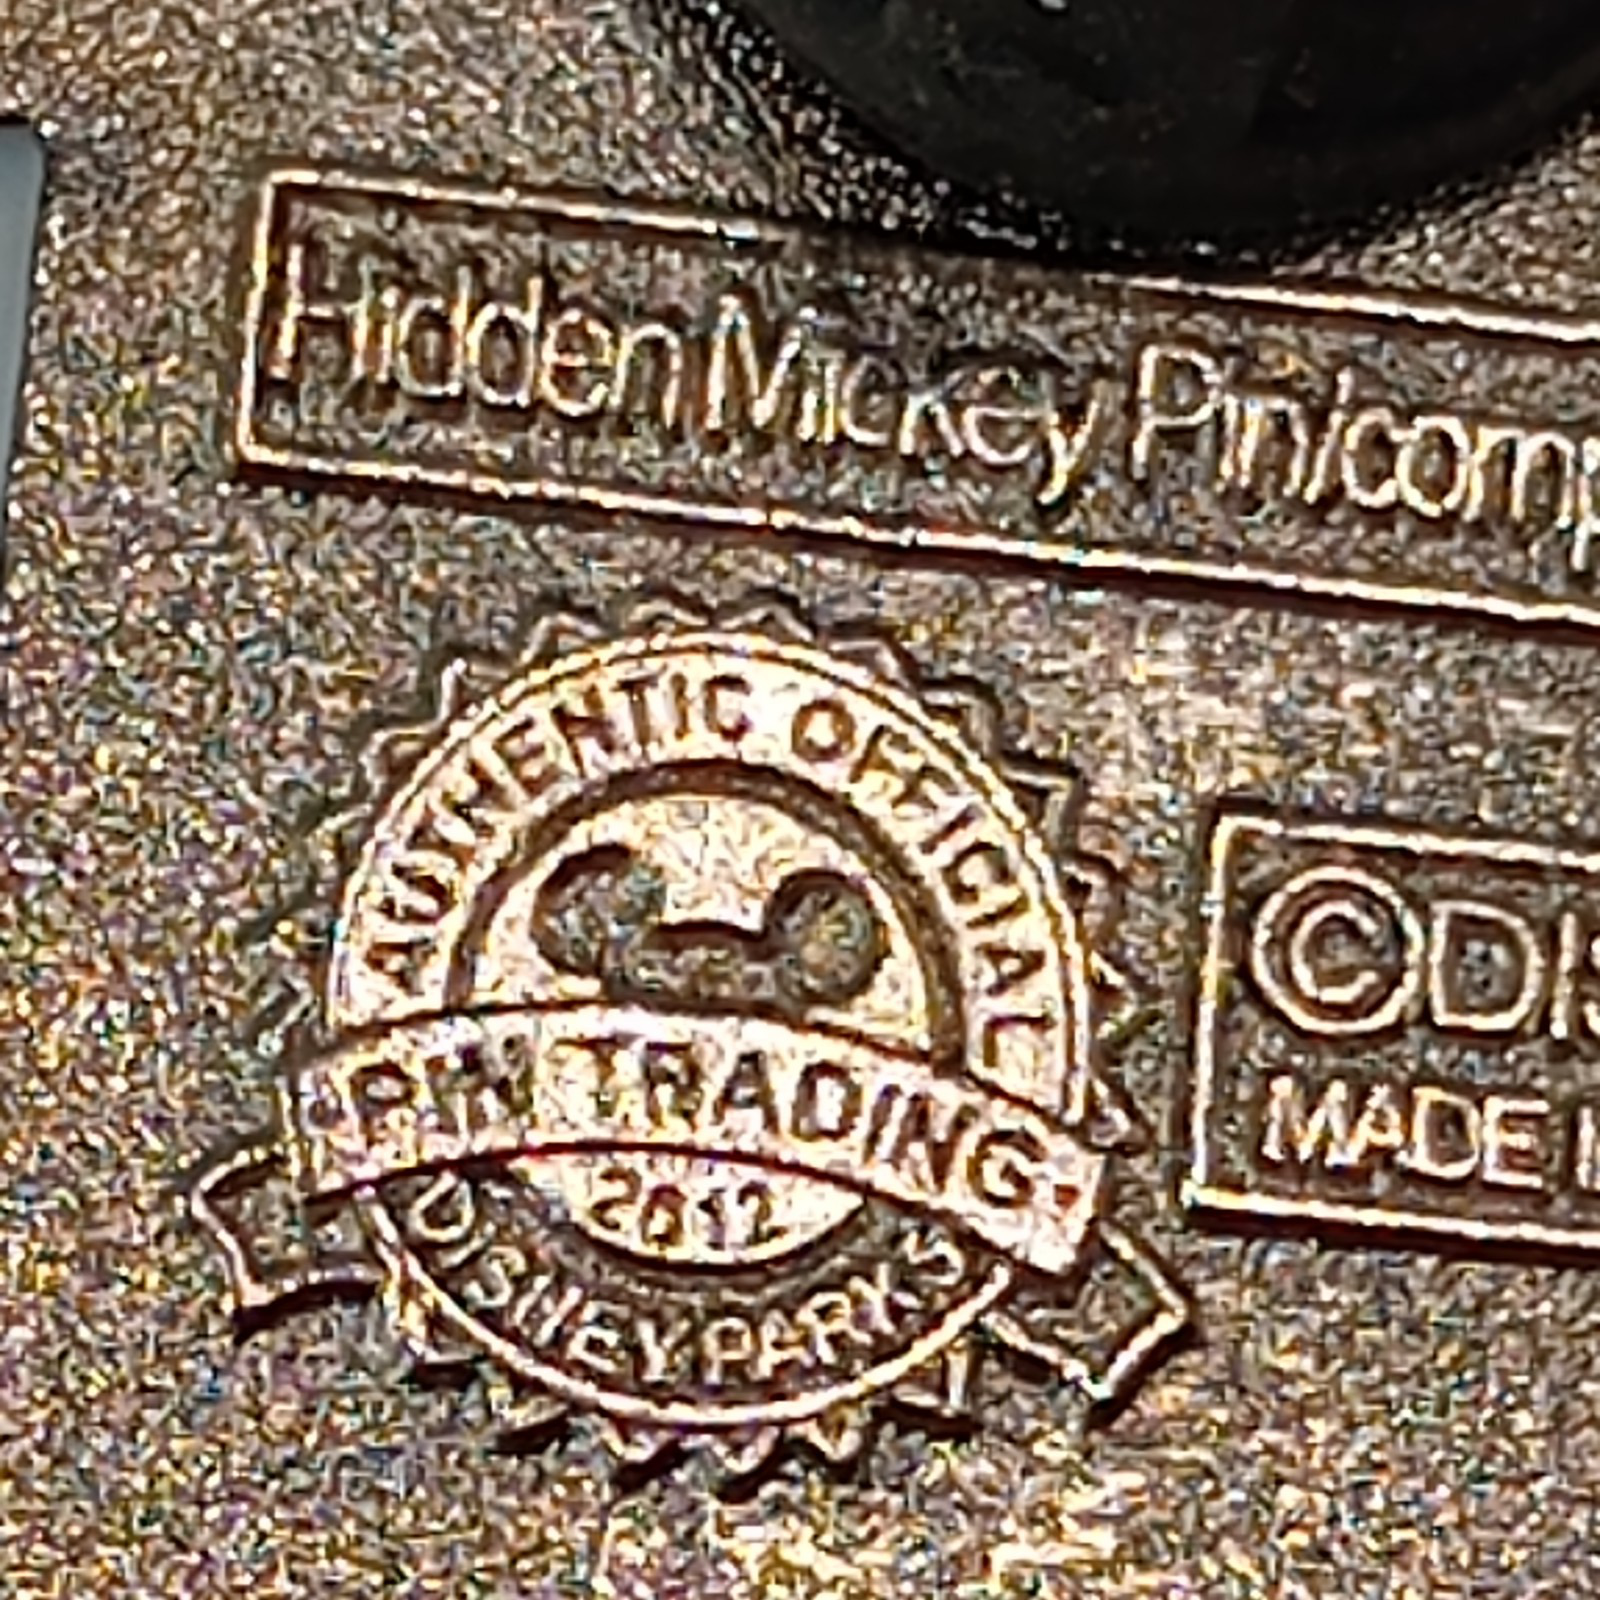 Hidden Mickey Pin/comp
AUTHENTIC OFFICIAL
PIN TRADING
2012
DISNEY PARKS
©DIS
MADE I